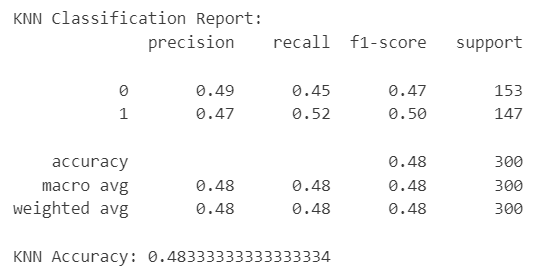 KNN Classification Report:
precision recall f1-score support
0 0.49 0.45 0.47 153
1 0.47 0.52 0.50 147
accuracy 0.48 300
macro avg 0.48 0.48 0.48 300
weighted avg 0.48 0.48 0.48 300
KNN Accuracy: 0.48333333333333334